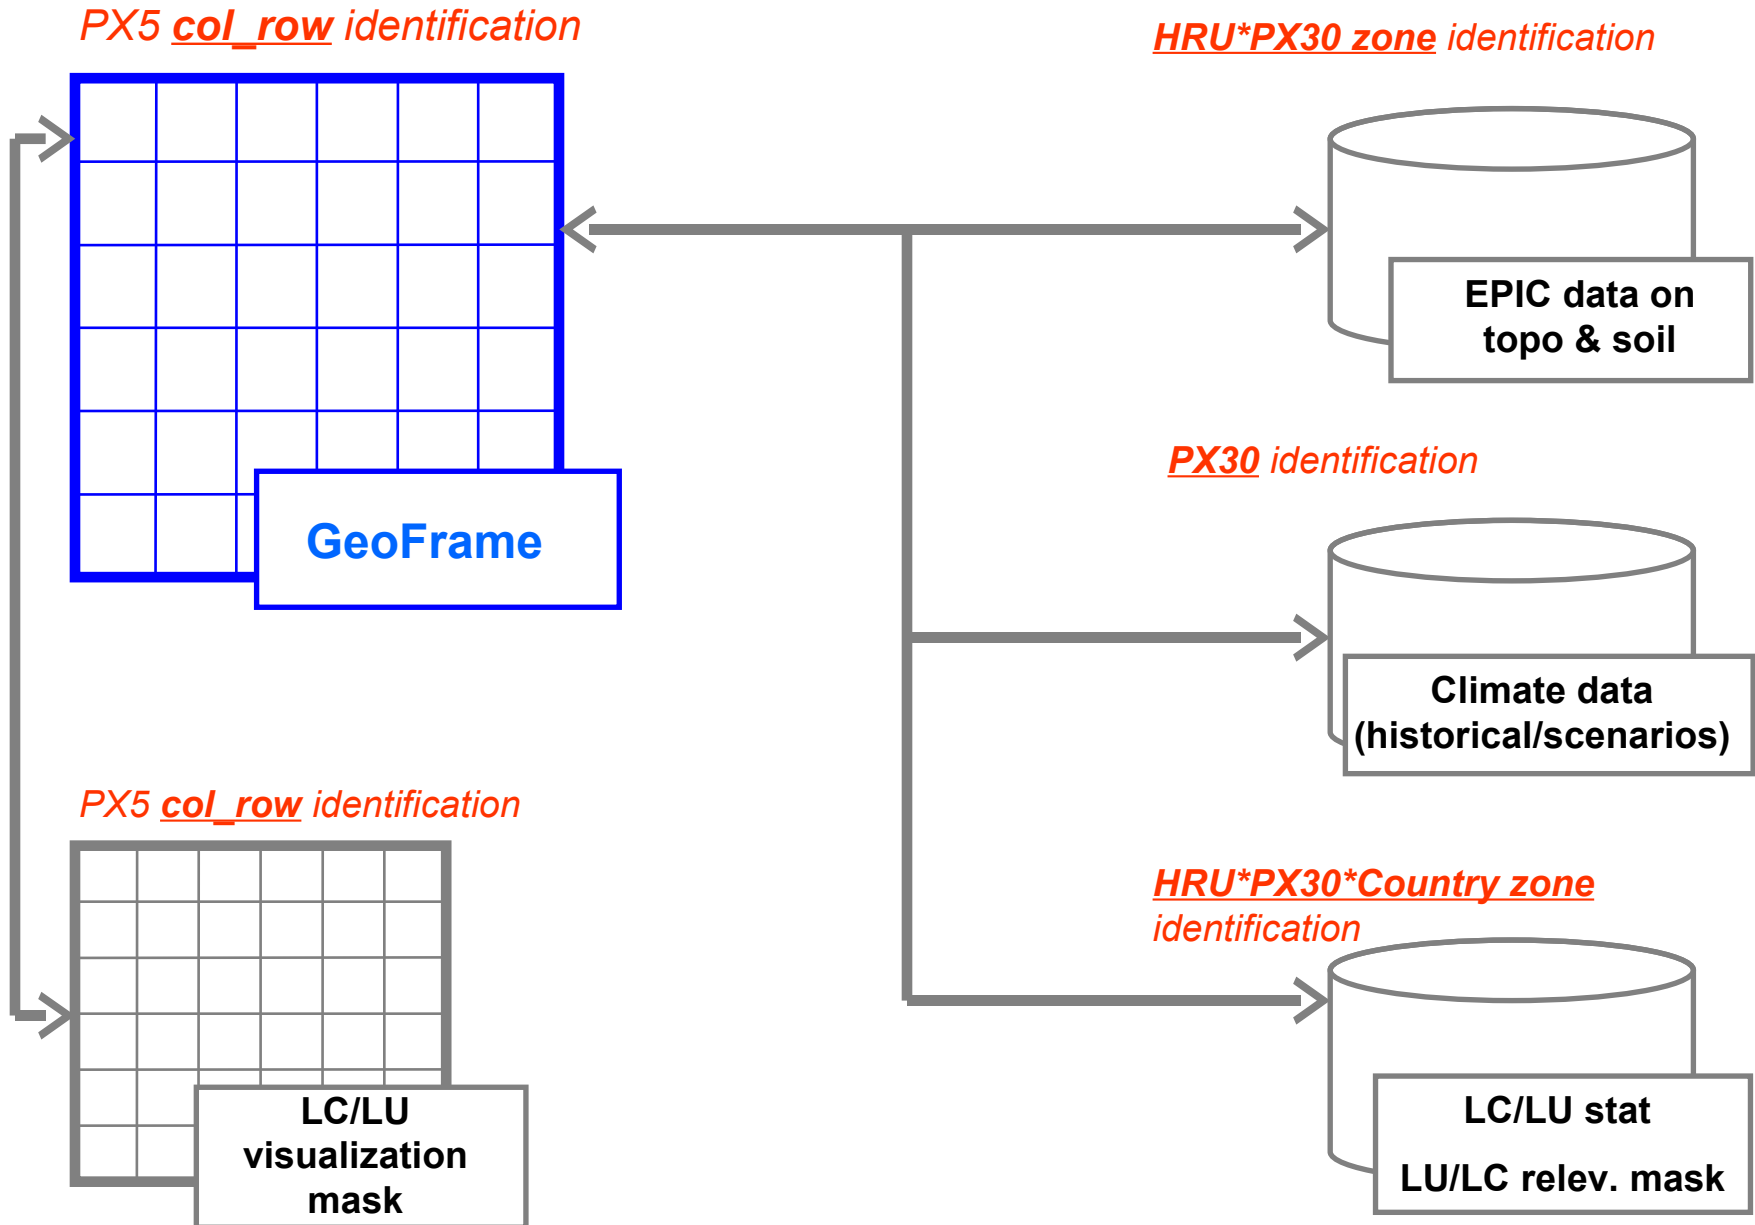 PX5 col_row identification
HRU*PX30 zone identification
EPIC data on
topo & soil
GeoFrame
PX30 identification
Climate data
(historical/scenarios)
PX5 col_row identification
HRU*PX30*Country zone
identification
LC/LU
visualization
mask
LC/LU stat
LU/LC relev. mask